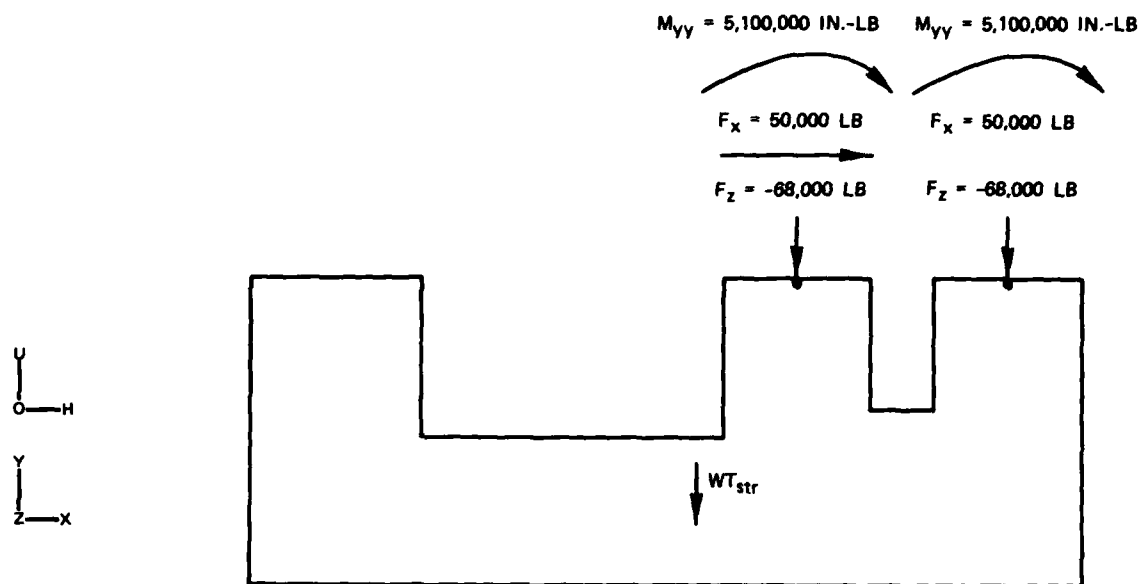 M_yy = 5,100,000 IN.-LB M_yy = 5,100,000 IN.-LB
F_x = 50,000 LB F_x = 50,000 LB
F_z = -68,000 LB F_z = -68,000 LB
U
O H
Y
WT_str
Z X